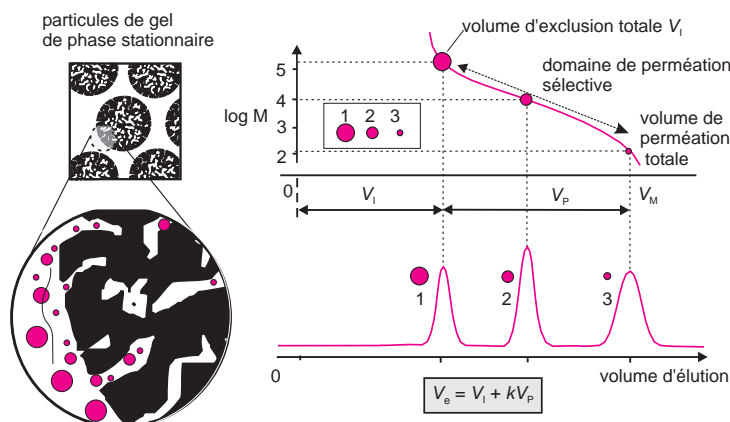 particules de gel
de phase stationnaire
volume d'exclusion totale V_I
domaine de perméation
sélective
volume de
perméation
totale
log M
5
4
3
2
1 2 3
0
V_I
V_P
V_M
1
2
3
0
volume d'élution
V_e = V_I + kV_P